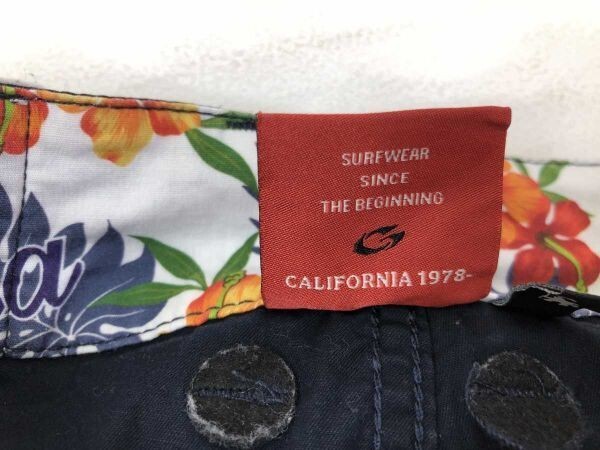 SURFWEAR
SINCE
THE BEGINNING
CALIFORNIA 1978-
a